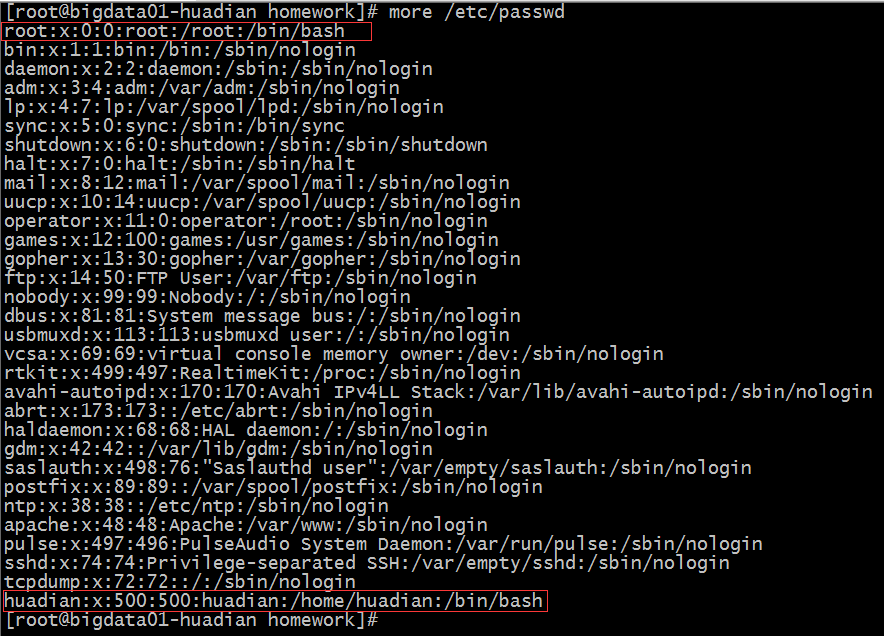 [root@bigdata01-huadian homework]# more /etc/passwd
root:x:0:0:root:/root:/bin/bash
bin:x:1:1:bin:/bin:/sbin/nologin
daemon:x:2:2:daemon:/sbin:/sbin/nologin
adm:x:3:4:adm:/var/adm:/sbin/nologin
lp:x:4:7:lp:/var/spool/lpd:/sbin/nologin
sync:x:5:0:sync:/sbin:/bin/sync
shutdown:x:6:0:shutdown:/sbin:/sbin/shutdown
halt:x:7:0:halt:/sbin:/sbin/halt
mail:x:8:12:mail:/var/spool/mail:/sbin/nologin
uucp:x:10:14:uucp:/var/spool/uucp:/sbin/nologin
operator:x:11:0:operator:/root:/sbin/nologin
games:x:12:100:games:/usr/games:/sbin/nologin
gopher:x:13:30:gopher:/var/gopher:/sbin/nologin
ftp:x:14:50:FTP User:/var/ftp:/sbin/nologin
nobody:x:99:99:Nobody:/:/sbin/nologin
dbus:x:81:81:System message bus:/:/sbin/nologin
usbmuxd:x:113:113:usbmuxd user:/:/sbin/nologin
vcsa:x:69:69:virtual console memory owner:/dev:/sbin/nologin
rtkit:x:499:497:RealtimeKit:/proc:/sbin/nologin
avahi-autoipd:x:170:170:Avahi IPv4LL Stack:/var/lib/avahi-autoipd:/sbin/nologin
abrt:x:173:173::/etc/abrt:/sbin/nologin
haldaemon:x:68:68:HAL daemon:/:/sbin/nologin
gdm:x:42:42::/var/lib/gdm:/sbin/nologin
saslauth:x:498:76:"Saslauthd user":/var/empty/saslauth:/sbin/nologin
postfix:x:89:89::/var/spool/postfix:/sbin/nologin
ntp:x:38:38::/etc/ntp:/sbin/nologin
apache:x:48:48:Apache:/var/www:/sbin/nologin
pulse:x:497:496:PulseAudio System Daemon:/var/run/pulse:/sbin/nologin
sshd:x:74:74:Privilege-separated SSH:/var/empty/sshd:/sbin/nologin
tcpdump:x:72:72::/:/sbin/nologin
huadian:x:500:500:huadian:/home/huadian:/bin/bash
[root@bigdata01-huadian homework]#